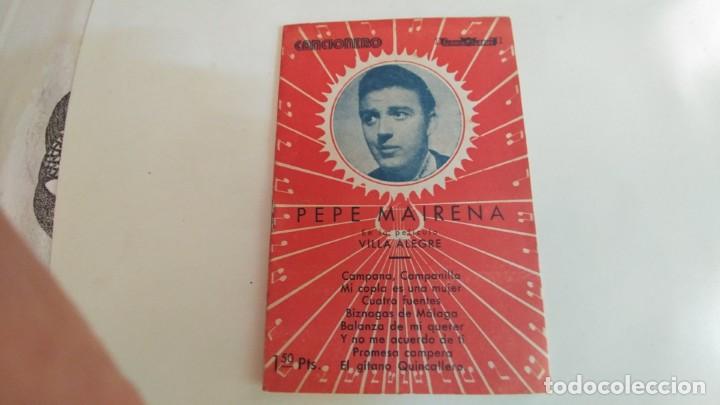 CANCIONERO
PEPE MAIRENA
en la película
VILLA ALEGRE
Campana, Campanilla
Mi copla es una mujer
Cuatro fuentes
Biznagas de Málaga
Balanza de mi querer
Y no me acuerdo de ti
Promesa campera
El gitano Quincallero
1.50 Pts.
todocoleccion.net